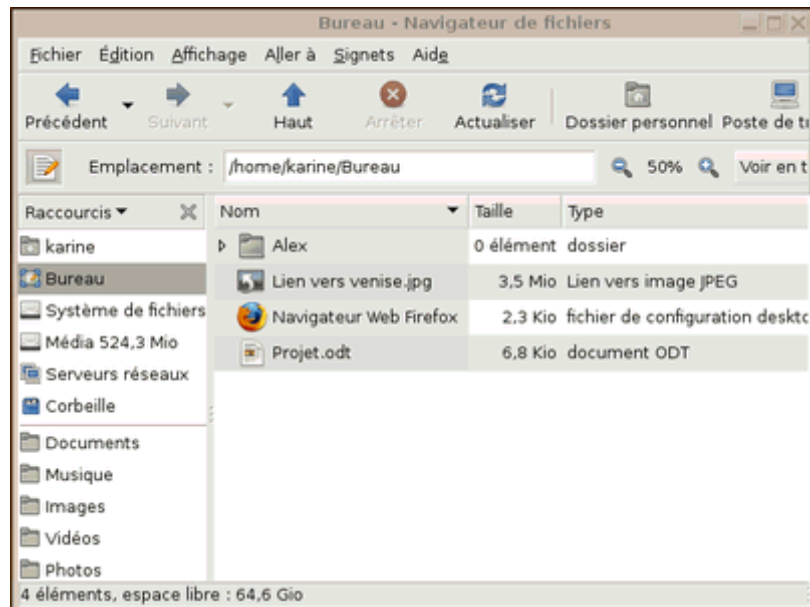 Bureau - Navigateur de fichiers
Fichier Édition Affichage Aller à Signets Aide
Précédent Suivant Haut Arrêter Actualiser Dossier personnel Poste de
Emplacement : /home/karine/Bureau 50% Voir en
Raccourcis Nom Taille Type
karine
Alex 0 élément dossier
Bureau
Lien vers venise.jpg 3,5 Mio Lien vers image JPEG
Système de fichiers
Navigateur Web Firefox 2,3 Kio fichier de configuration
Média 524,3 Mio
Projet.odt 6,8 Kio document ODT
Serveurs réseaux
Corbeille
Documents
Musique
Images
Vidéos
Photos
4 éléments, espace libre : 64,6 Gio